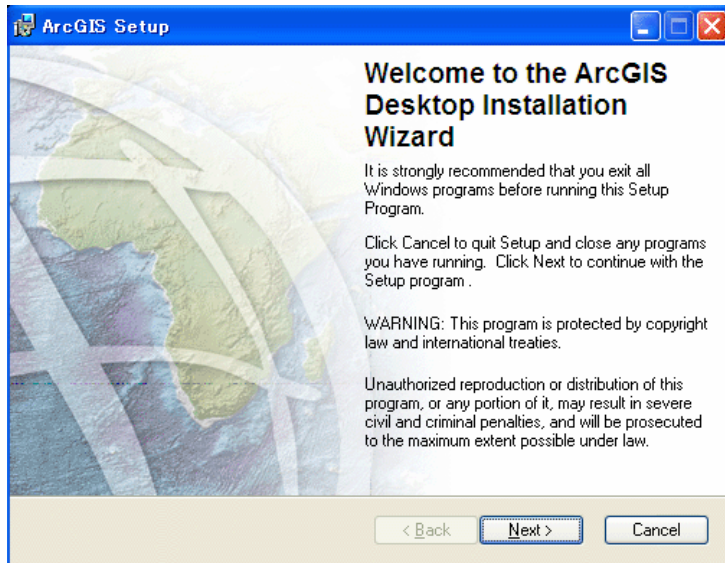 ArcGIS Setup
Welcome to the ArcGIS
Desktop Installation
Wizard
It is strongly recommended that you exit all
Windows programs before running this Setup
Program.
Click Cancel to quit Setup and close any programs
you have running. Click Next to continue with the
Setup program .
WARNING: This program is protected by copyright
law and international treaties.
Unauthorized reproduction or distribution of this
program, or any portion of it, may result in severe
civil and criminal penalties, and will be prosecuted
to the maximum extent possible under law.
< Back Next > Cancel